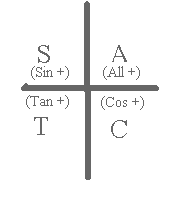 S A
(Sin +) (All +)
(Tan +) (Cos +)
T C